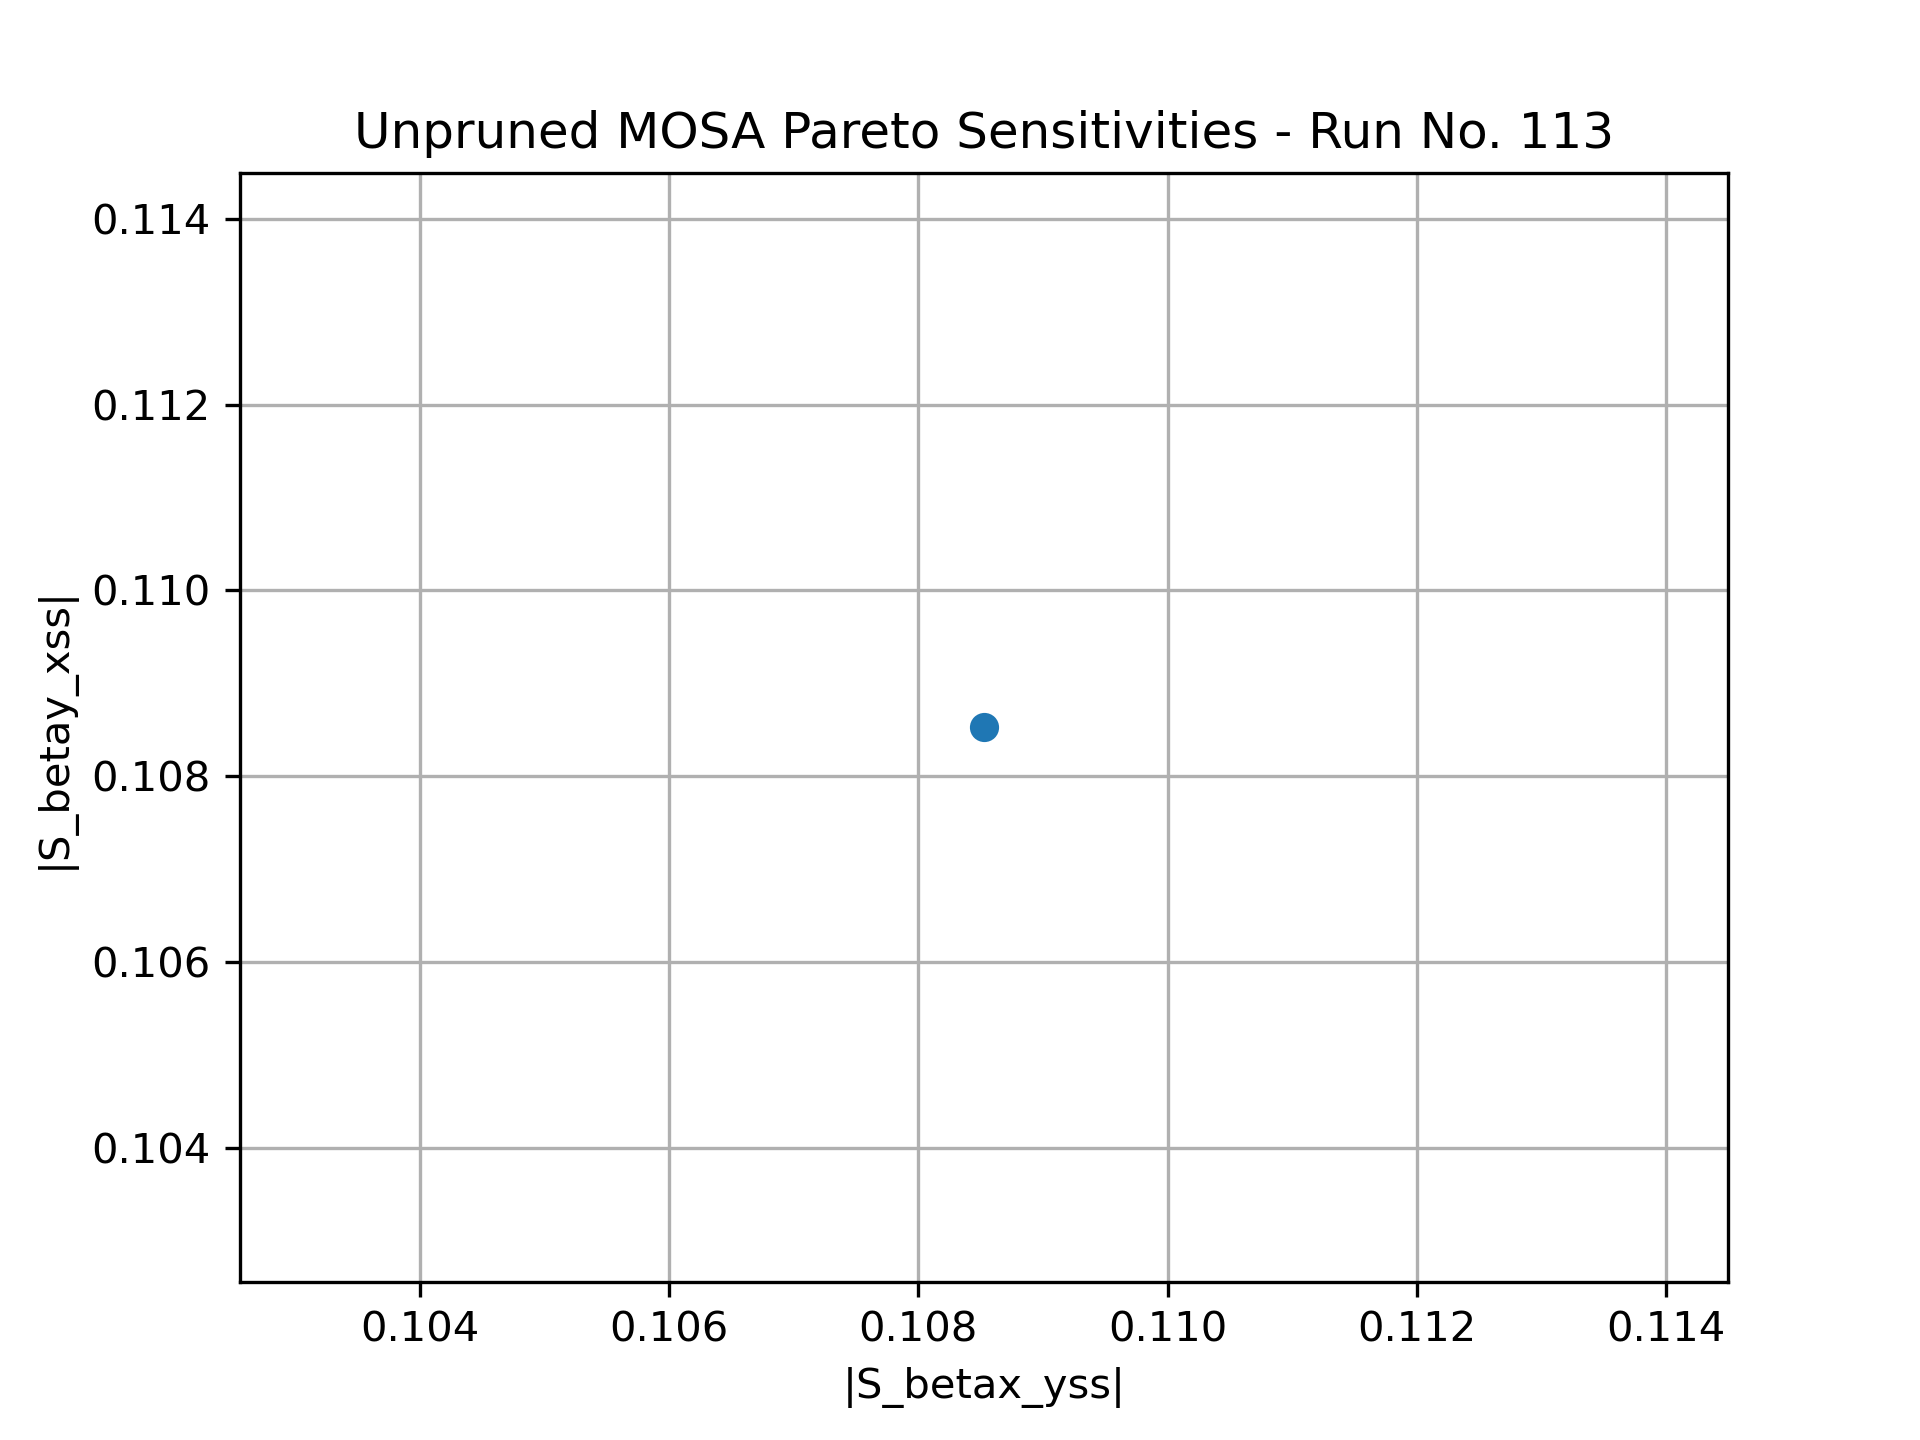 Unpruned MOSA Pareto Sensitivities - Run No. 113
0.114
0.112
0.110
0.108
0.106
0.104
|S_betay_xss|
0.104 0.106 0.108 0.110 0.112 0.114
|S_betax_yss|